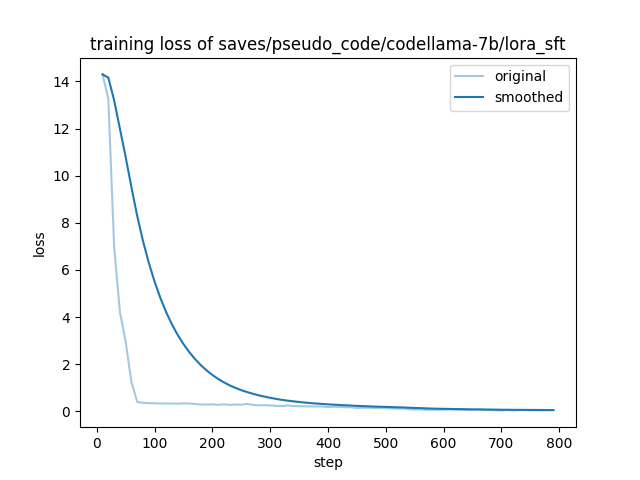 training loss of saves/pseudo_code/codellama-7b/lora_sft
original
smoothed
14
12
10
8
6
4
2
0
loss
0 100 200 300 400 500 600 700 800
step